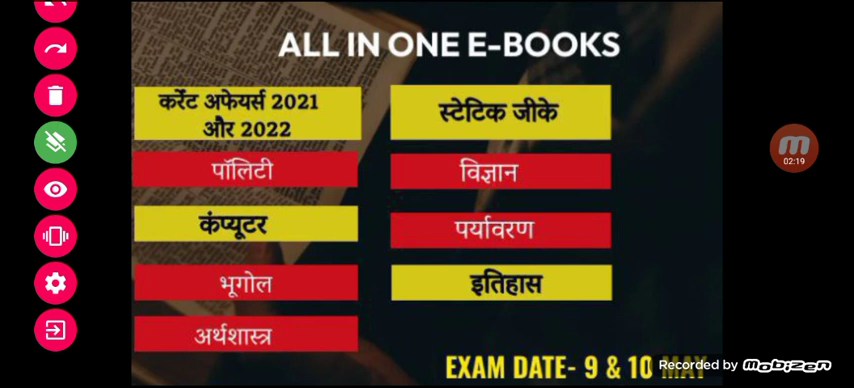 ALL IN ONE E-BOOKS
करेंट अफेयर्स 2021
और 2022
स्टेटिक जीके
पॉलिटी
विज्ञान
कंप्यूटर
पर्यावरण
भूगोल
इतिहास
अर्थशास्त्र
EXAM DATE- 9 & 10 MAY
02:19
Recorded by MOBIZEN